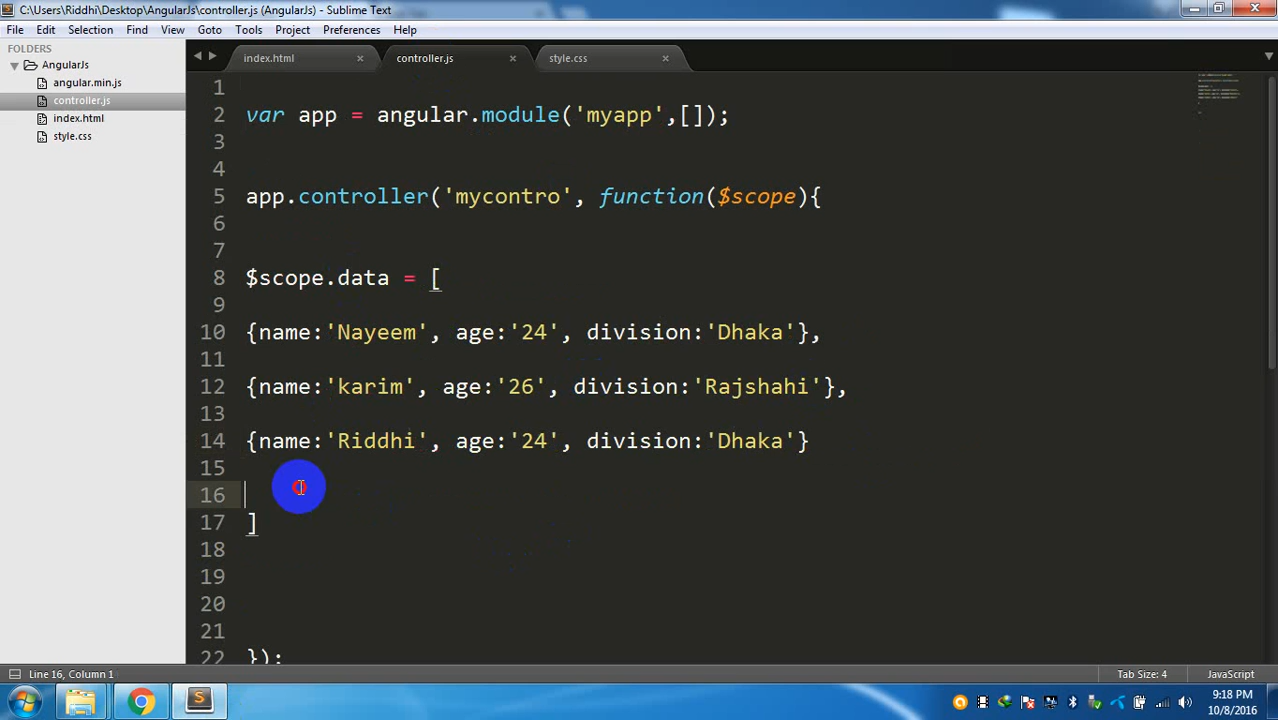 C:\Users\Riddhi\Desktop\AngularJs\controller.js (AngularJs) - Sublime Text
File Edit Selection Find View Goto Tools Project Preferences Help
FOLDERS
AngularJs
angular.min.js
controller.js
index.html
style.css
index.html controller.js style.css
1
2 var app = angular.module('myapp',[]);
3
4
5 app.controller('mycontro', function($scope){
6
7
8 $scope.data = [
9
10 {name:'Nayeem', age:'24', division:'Dhaka'},
11
12 {name:'karim', age:'26', division:'Rajshahi'},
13
14 {name:'Riddhi', age:'24', division:'Dhaka'}
15
16
17 ]
18
19
20
21
22 });
Line 16, Column 1 Tab Size: 4 JavaScript
9:18 PM
10/8/2016